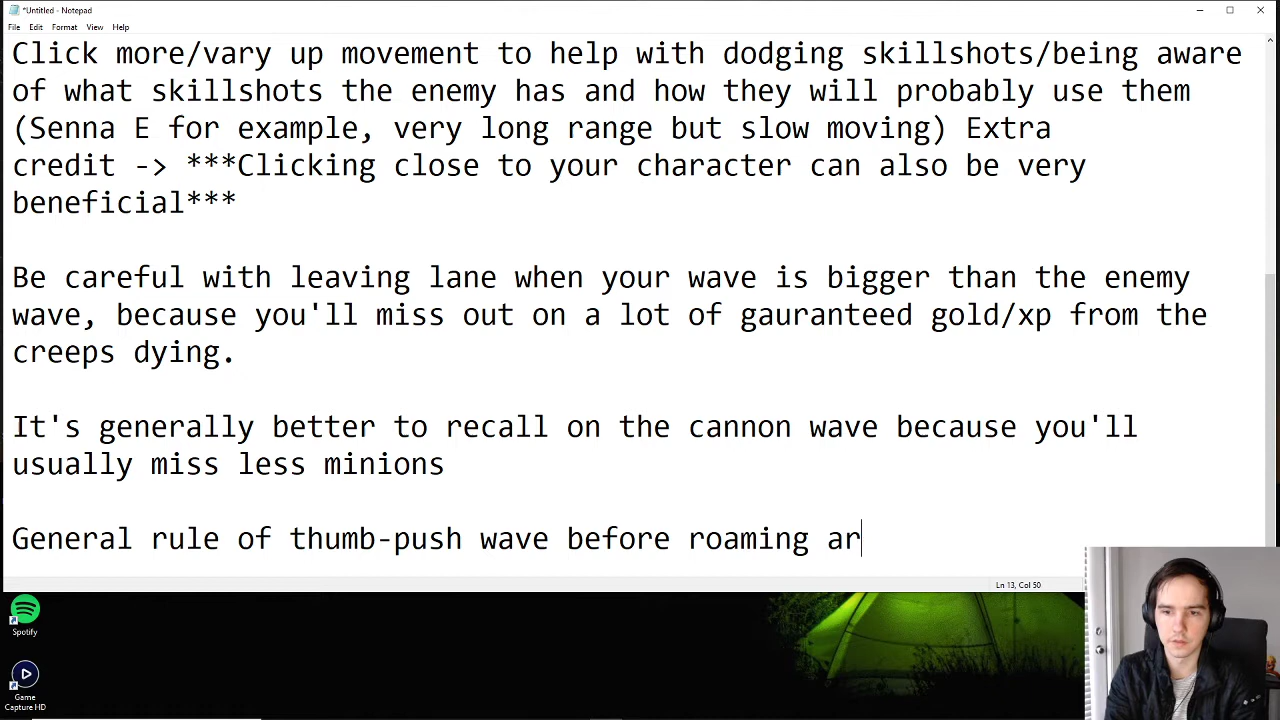 *Untitled - Notepad
File Edit Format View Help
Click more/vary up movement to help with dodging skillshots/being aware
of what skillshots the enemy has and how they will probably use them
(Senna E for example, very long range but slow moving) Extra
credit -> ***Clicking close to your character can also be very
beneficial***
Be careful with leaving lane when your wave is bigger than the enemy
wave, because you'll miss out on a lot of gauranteed gold/xp from the
creeps dying.
It's generally better to recall on the cannon wave because you'll
usually miss less minions
General rule of thumb-push wave before roaming ar
Ln 13, Col 50
Spotify
Game
Capture HD